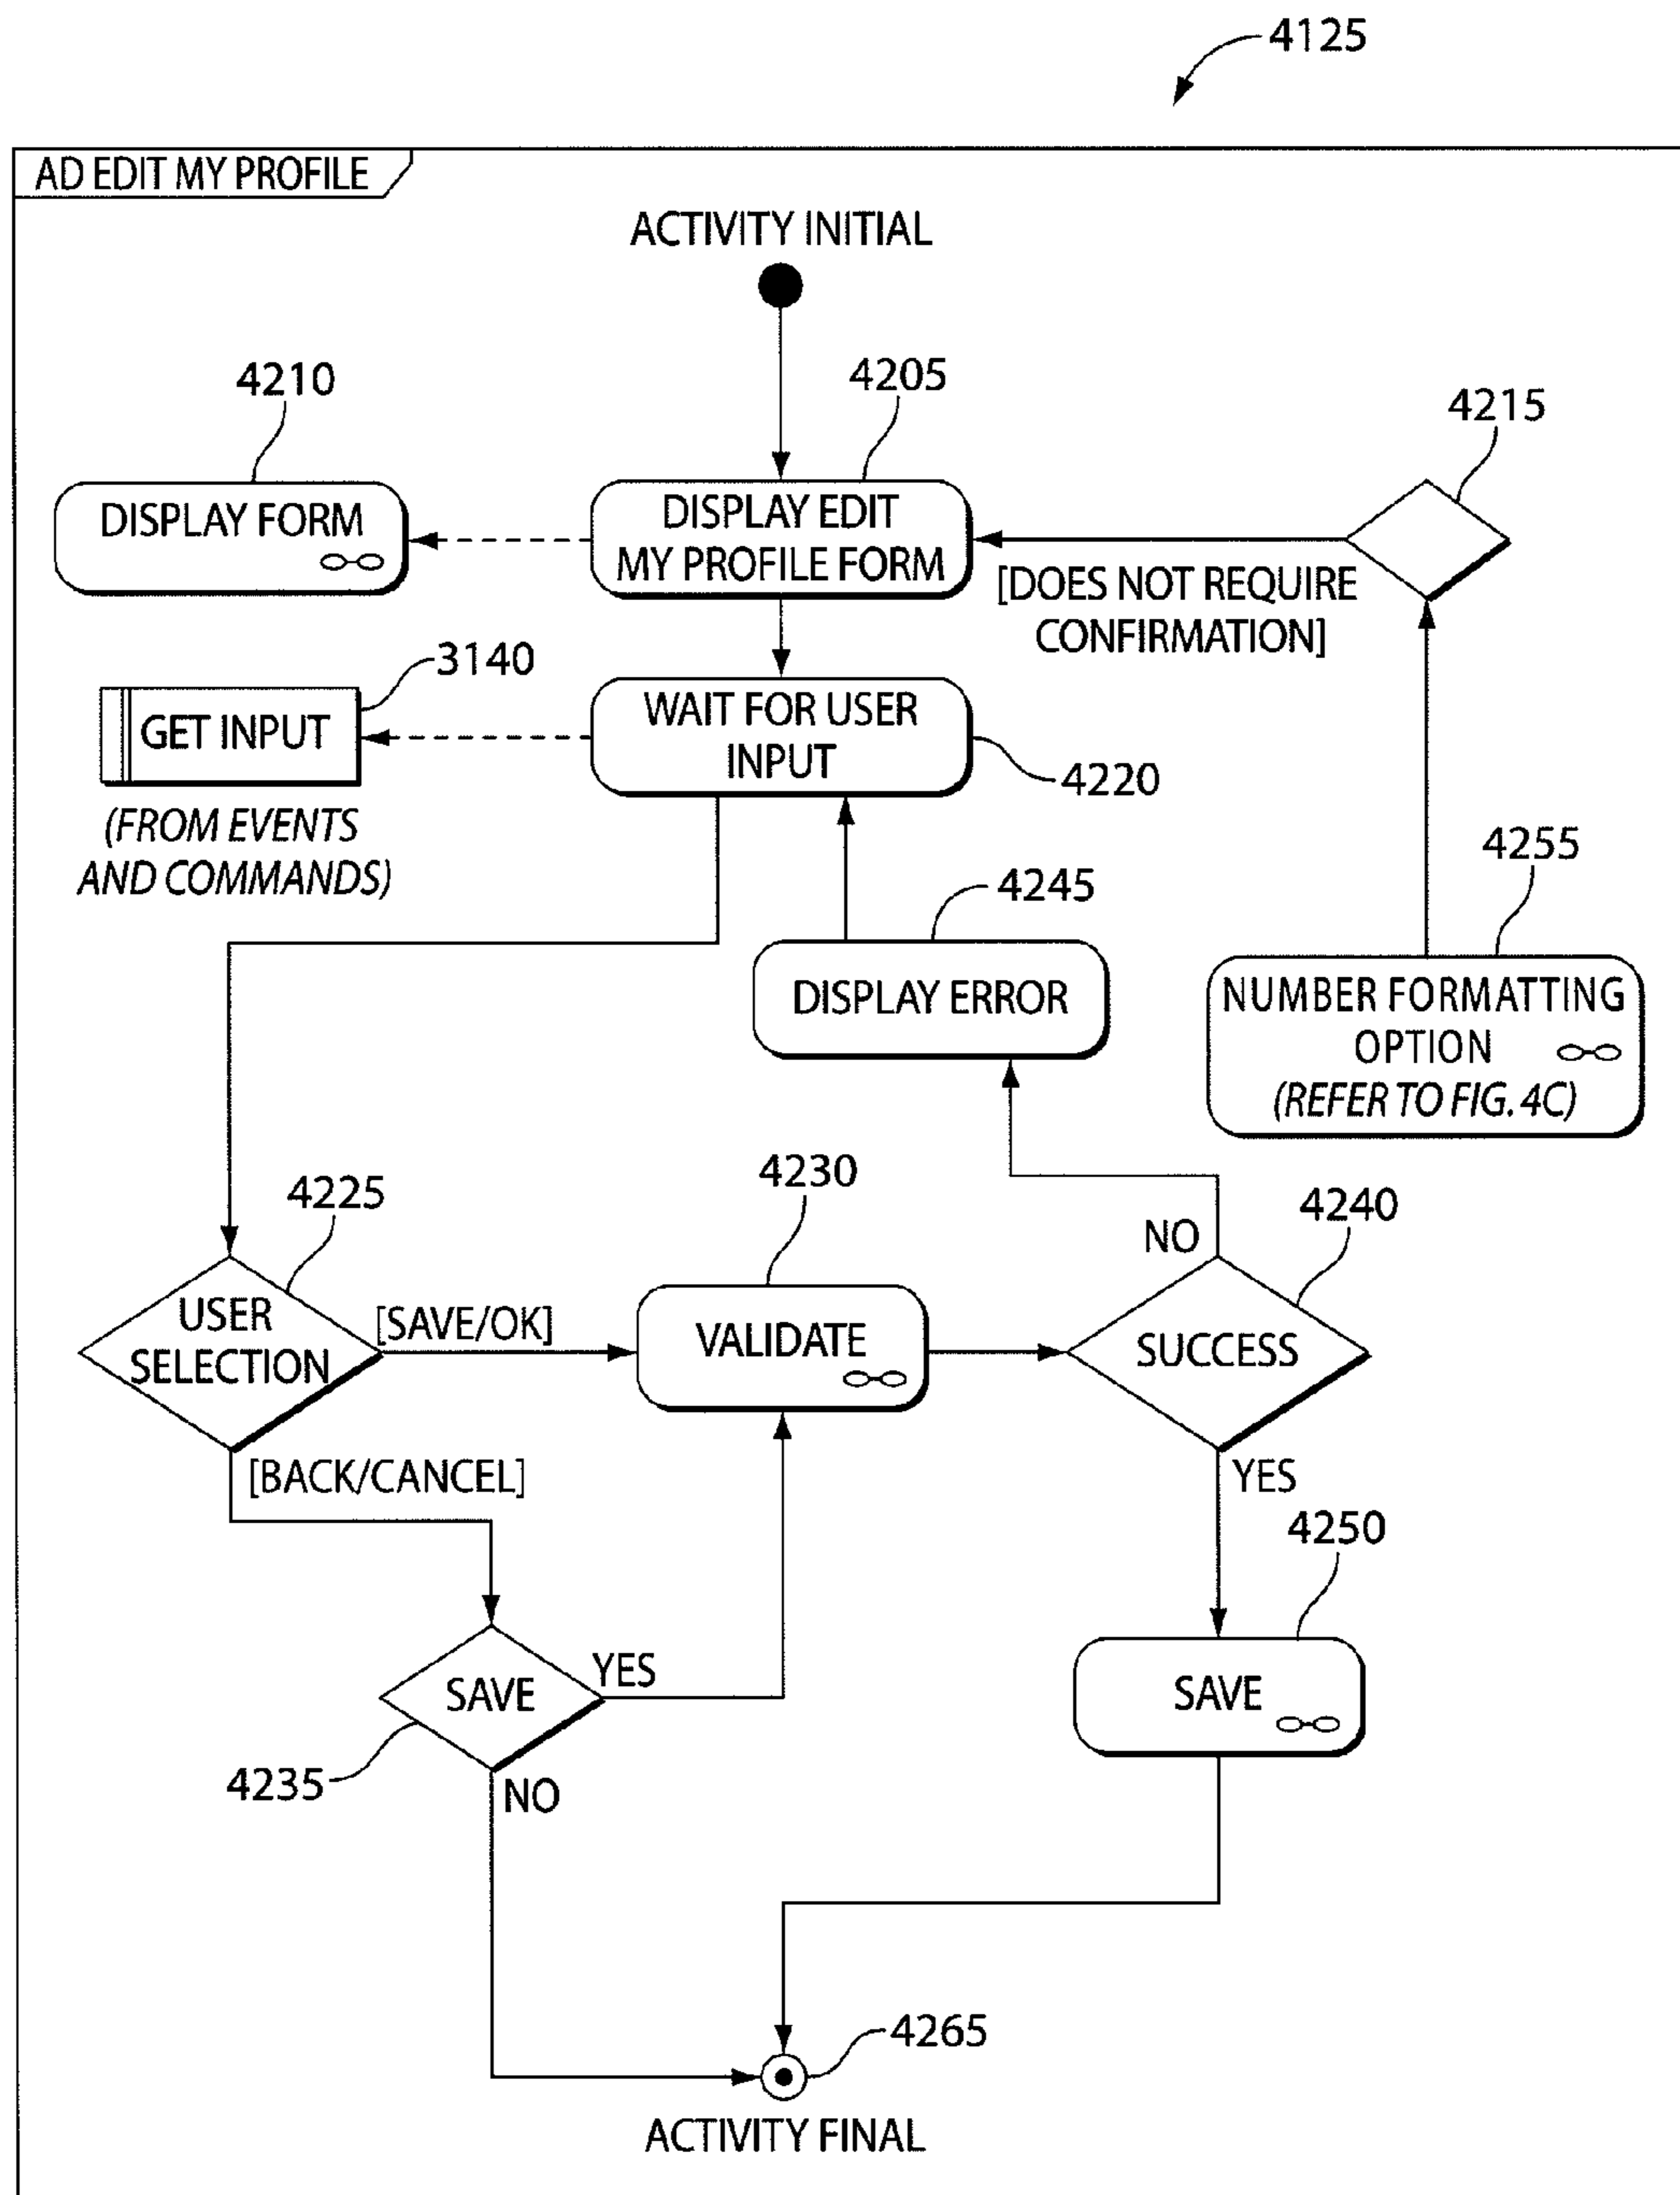 4125
AD EDIT MY PROFILE
ACTIVITY INITIAL
4210
4205
4215
DISPLAY FORM
DISPLAY EDIT
MY PROFILE FORM
[DOES NOT REQUIRE
CONFIRMATION]
3140
GET INPUT
(FROM EVENTS
AND COMMANDS)
WAIT FOR USER
INPUT
4220
4245
DISPLAY ERROR
4255
NUMBER FORMATTING
OPTION
(REFER TO FIG. 4C)
4225
USER
SELECTION
[SAVE/OK]
4230
VALIDATE
4240
NO
SUCCESS
YES
[BACK/CANCEL]
4250
SAVE
YES
4235
NO
SAVE
4265
ACTIVITY FINAL